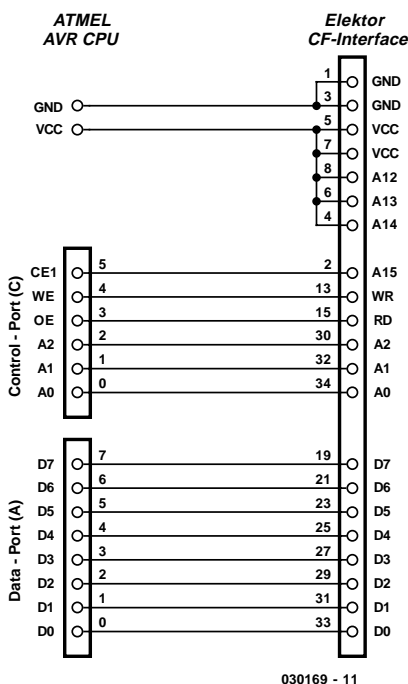 ATMEL
AVR CPU
Elektor
CF-Interface
1 GND
GND 3 GND
VCC 5 VCC
7 VCC
8 A12
6 A13
4 A14
Control - Port (C)
CE1 5 2 A15
WE 4 13 WR
OE 3 15 RD
A2 2 30 A2
A1 1 32 A1
A0 0 34 A0
Data - Port (A)
D7 7 19 D7
D6 6 21 D6
D5 5 23 D5
D4 4 25 D4
D3 3 27 D3
D2 2 29 D2
D1 1 31 D1
D0 0 33 D0
030169 - 11